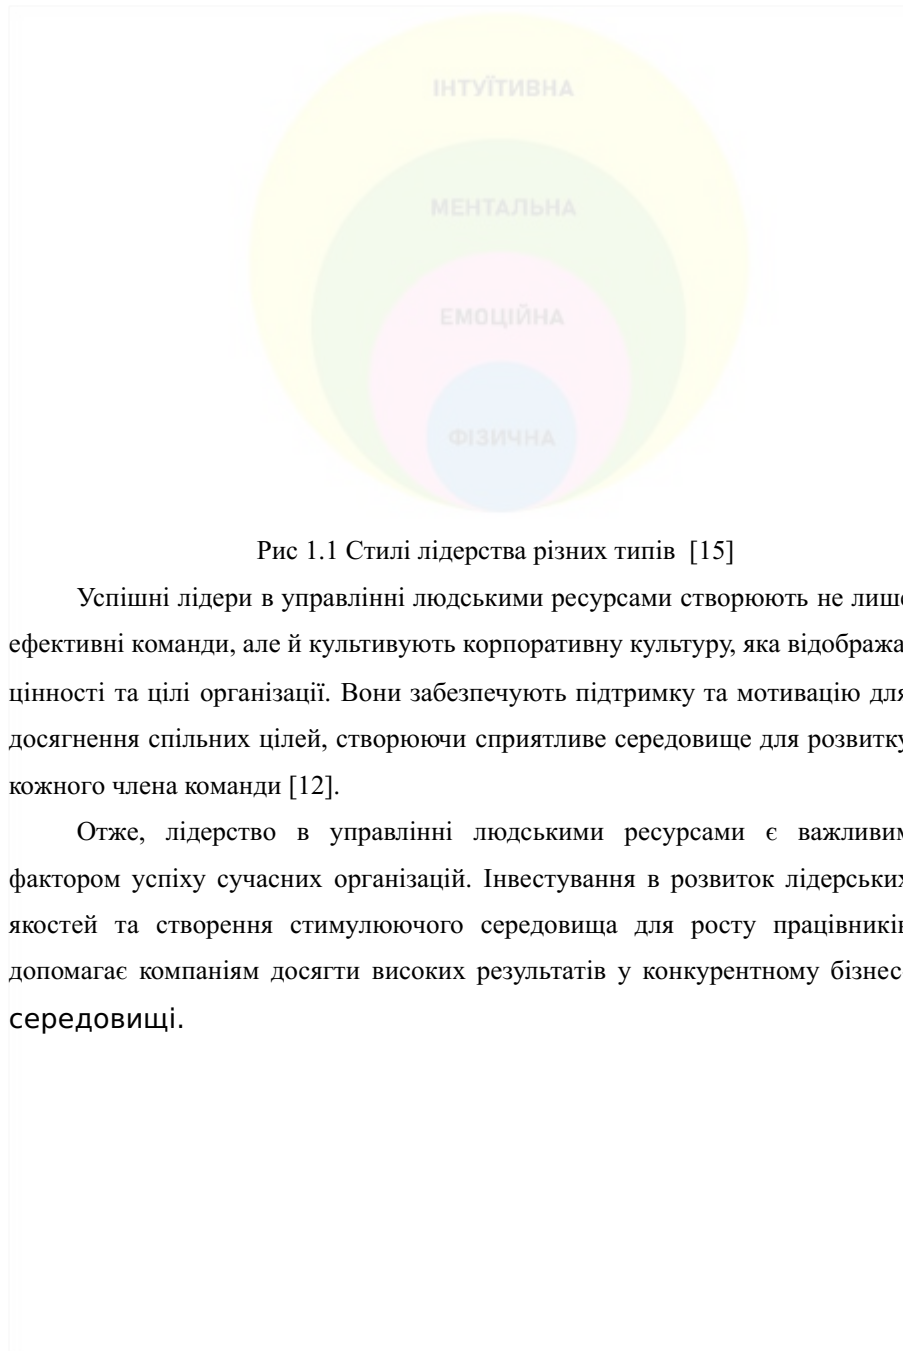 ІНТУЇТИВНА
МЕНТАЛЬНА
ЕМОЦІЙНА
ФІЗИЧНА
Рис 1.1 Стилі лідерства різних типів [15]
Успішні лідери в управлінні людськими ресурсами створюють не лише
ефективні команди, але й культивують корпоративну культуру, яка відобража
цінності та цілі організації. Вони забезпечують підтримку та мотивацію для
досягнення спільних цілей, створюючи сприятливе середовище для розвитку
кожного члена команди [12].
Отже, лідерство в управлінні людськими ресурсами є важливим
фактором успіху сучасних організацій. Інвестування в розвиток лідерських
якостей та створення стимулюючого середовища для росту працівників
допомагає компаніям досягти високих результатів у конкурентному бізнес-
середовищі.